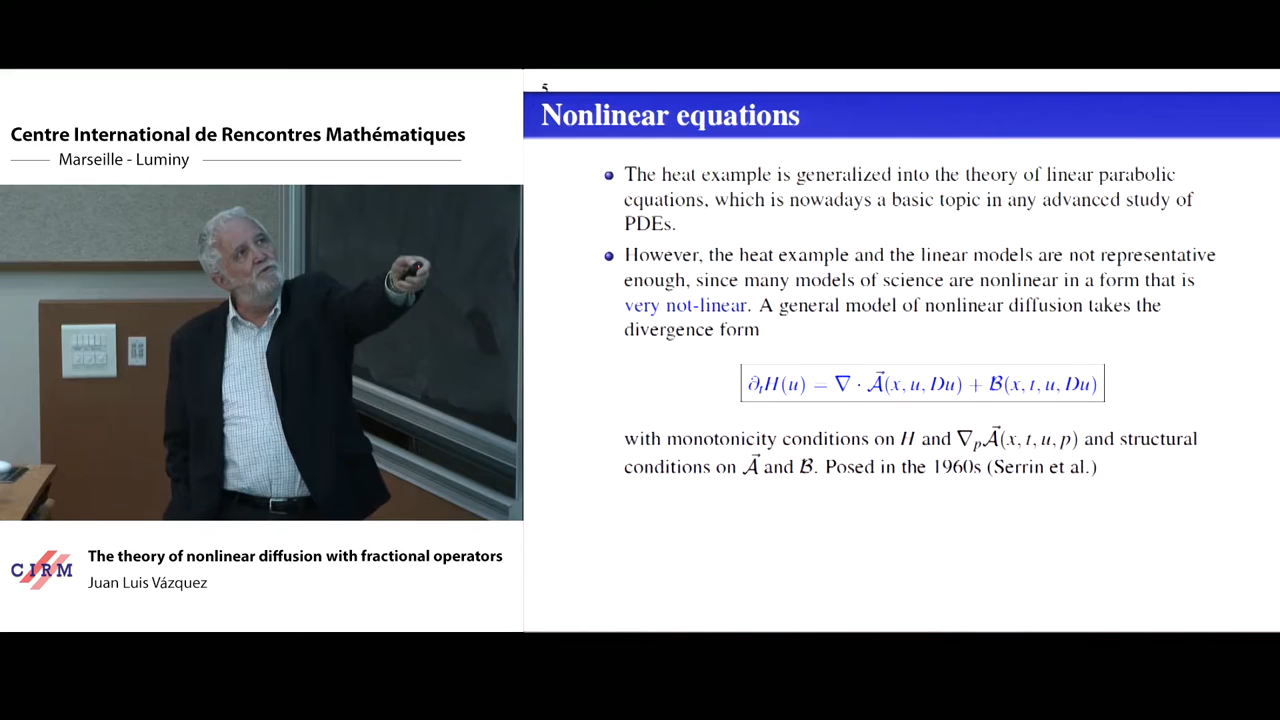 Centre International de Rencontres Mathématiques
Marseille - Luminy
CIRM
The theory of nonlinear diffusion with fractional operators
Juan Luis Vázquez
5
Nonlinear equations
The heat example is generalized into the theory of linear parabolic
equations, which is nowadays a basic topic in any advanced study of
PDEs.
However, the heat example and the linear models are not representative
enough, since many models of science are nonlinear in a form that is
very not-linear. A general model of nonlinear diffusion takes the
divergence form
∂ₜH(u) = ∇ · 𝒜⃗(x, u, Du) + ℬ(x, t, u, Du)
with monotonicity conditions on H and ∇ₚ𝒜⃗(x, t, u, p) and structural
conditions on 𝒜⃗ and ℬ. Posed in the 1960s (Serrin et al.)